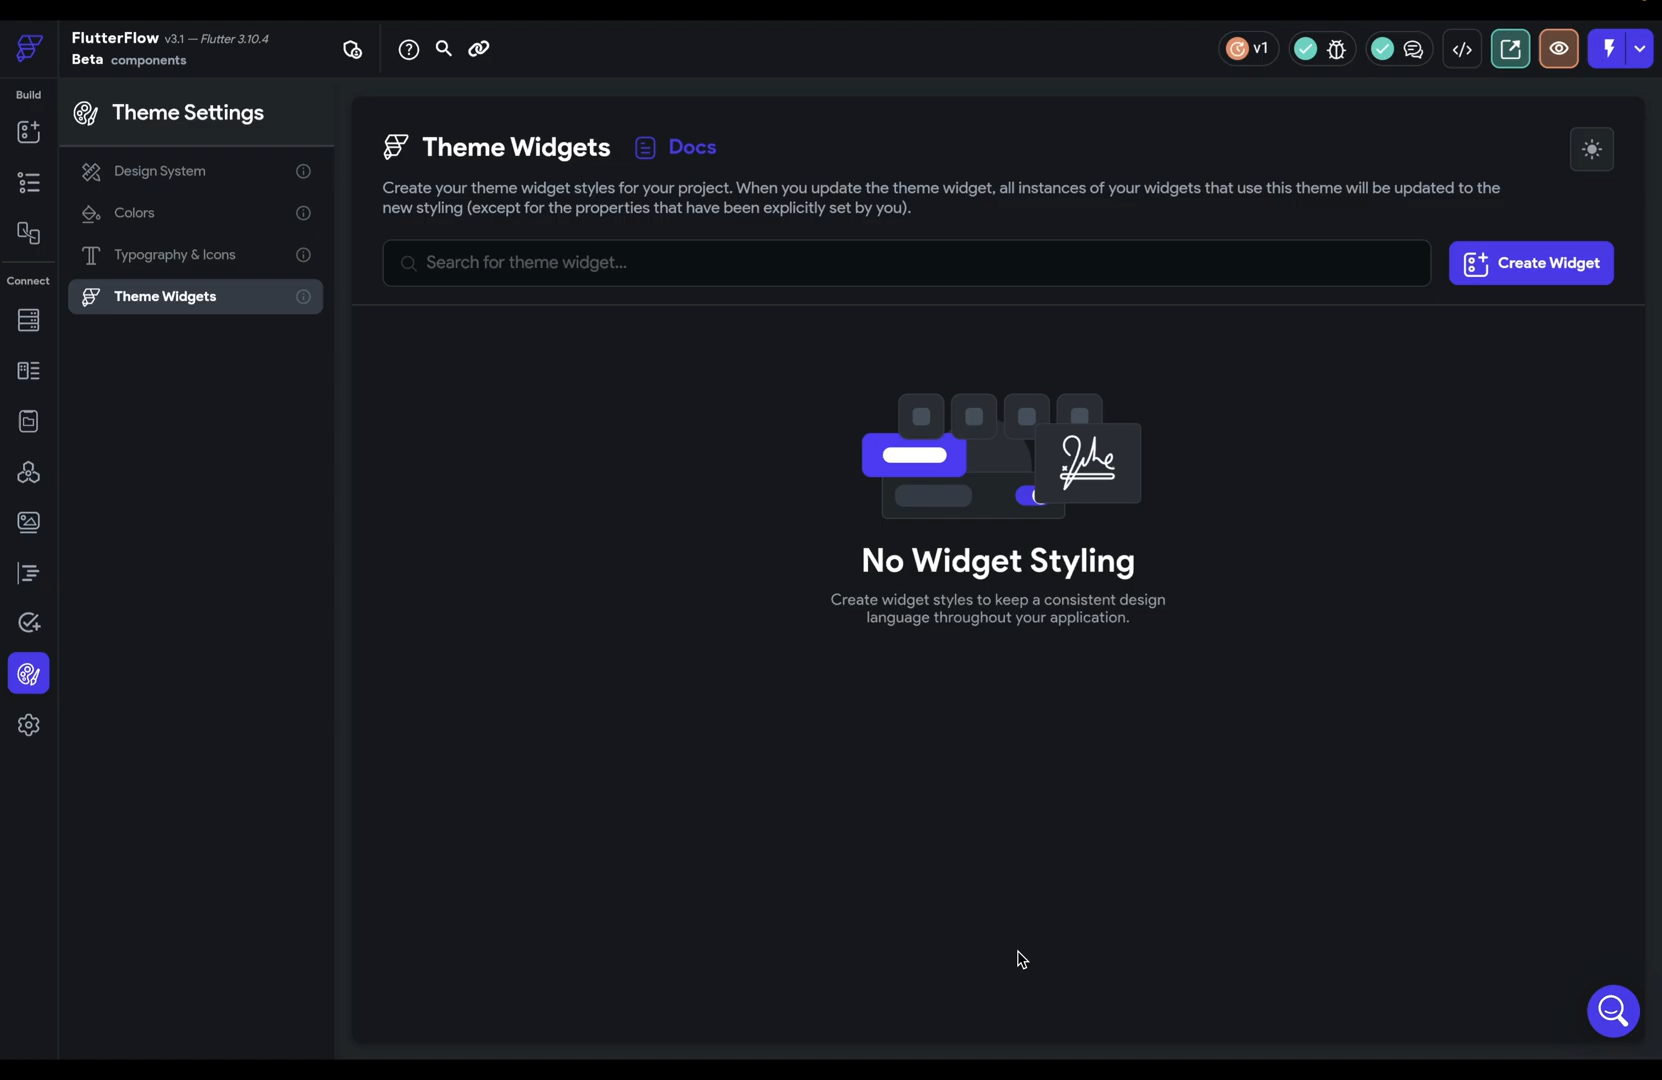 FlutterFlow v3.1 — Flutter 3.10.4
Beta components
v1
Build
Connect
Theme Settings
Design System
Colors
Typography & Icons
Theme Widgets
Theme Widgets Docs
Create your theme widget styles for your project. When you update the theme widget, all instances of your widgets that use this theme will be updated to the
new styling (except for the properties that have been explicitly set by you).
Search for theme widget...
Create Widget
No Widget Styling
Create widget styles to keep a consistent design
language throughout your application.